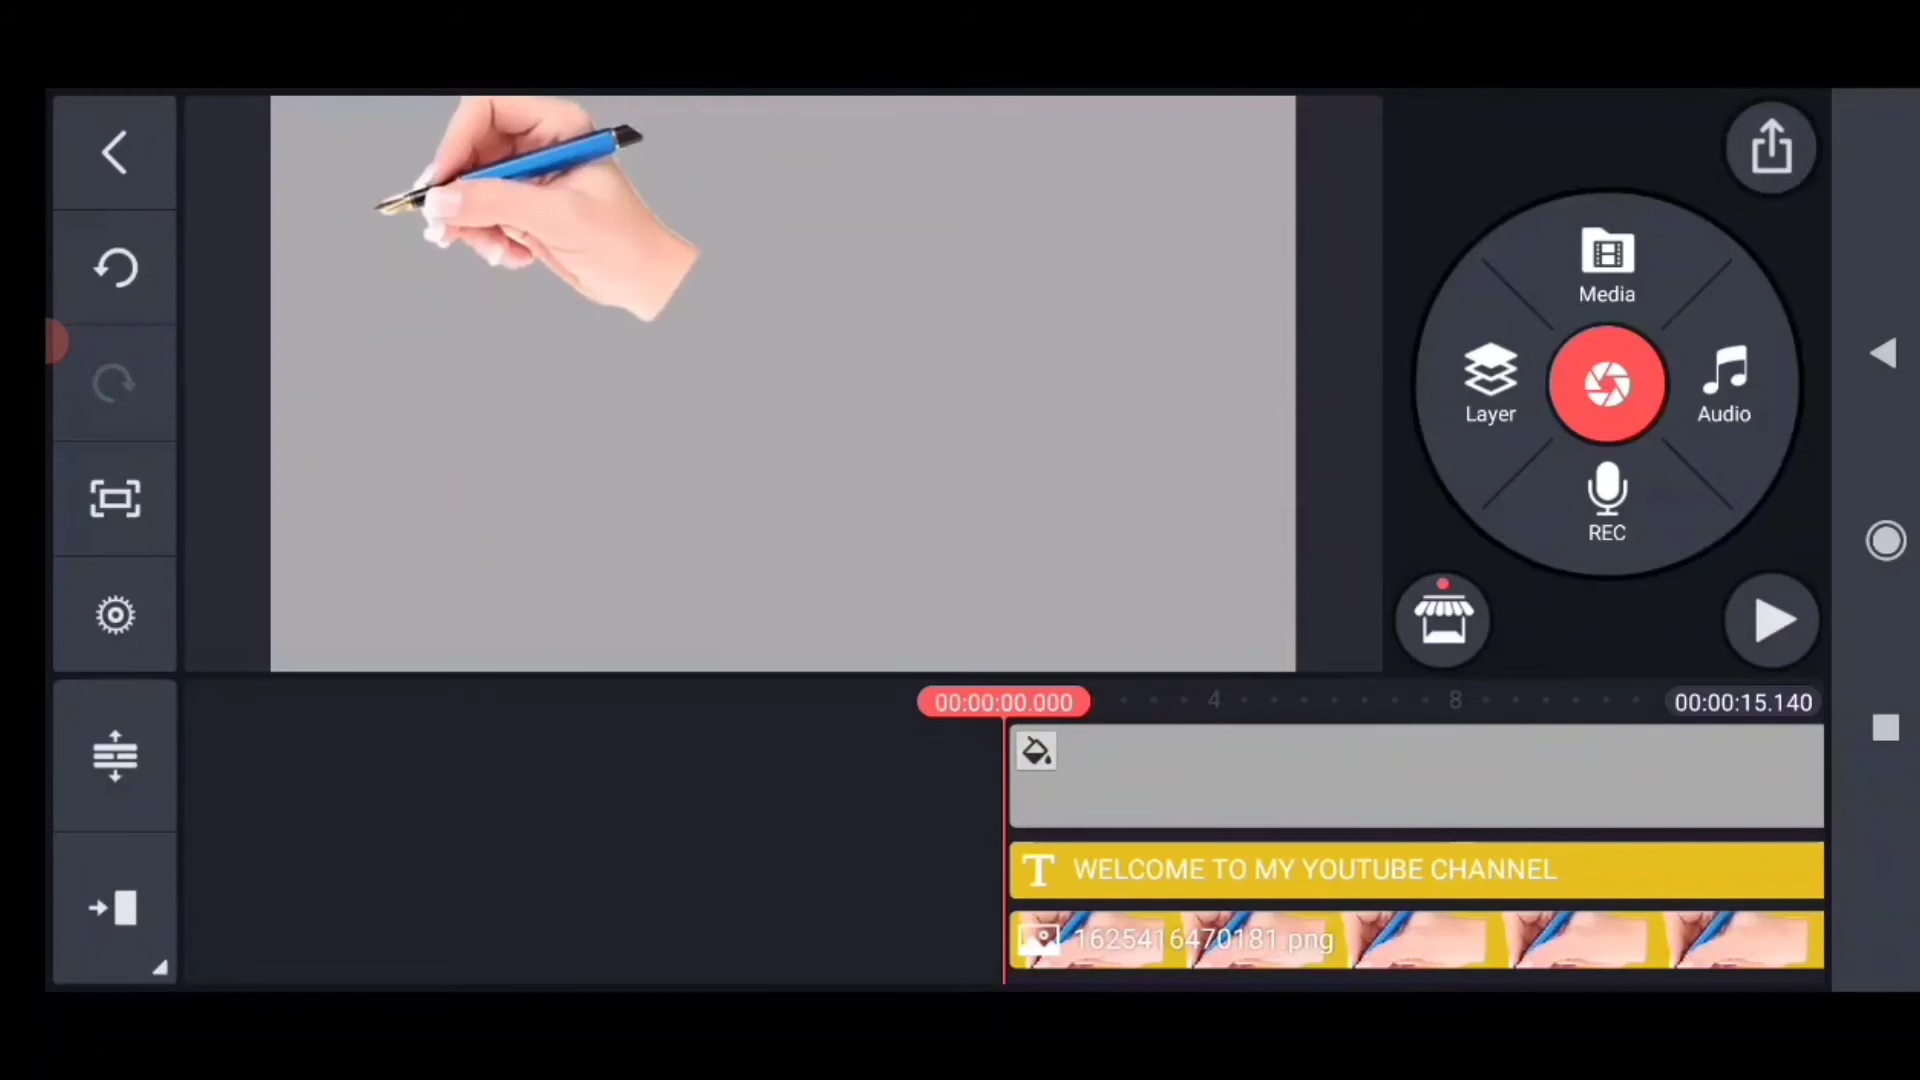 Media
Layer
Audio
REC
00:00:00.000
4
8
00:00:15.140
WELCOME TO MY YOUTUBE CHANNEL
1625416470181.png